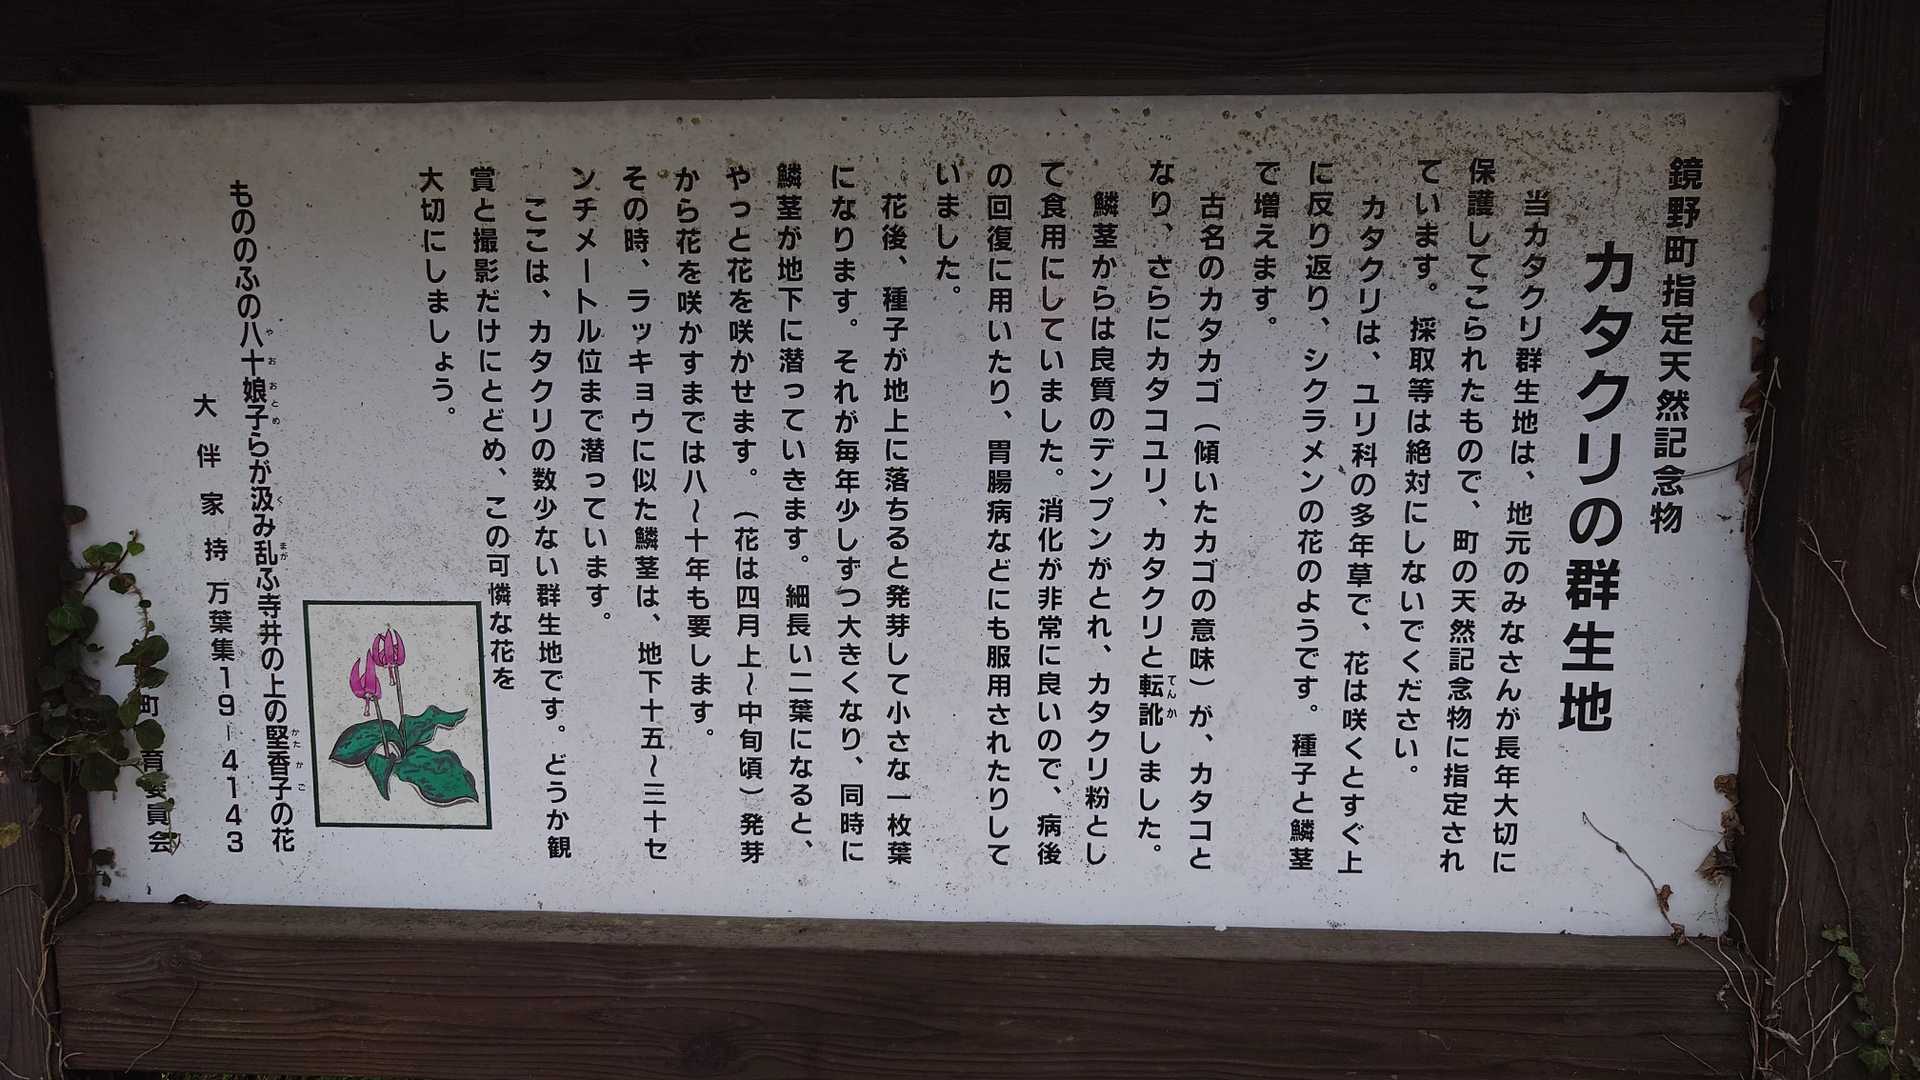 鏡野町指定天然記念物
カタクリの群生地
当カタクリ群生地は、地元のみなさんが長年大切に
保護してこられたもので、町の天然記念物に指定され
ています。採取等は絶対にしないでください。
カタクリは、ユリ科の多年草で、花は咲くとすぐ上
に反り返り、シクラメンの花のようです。種子と鱗茎
で増えます。
古名のカタカゴ（傾いたカゴの意味）が、カタコと
なり、さらにカタコユリ、カタクリと転訛しました。
てんか
鱗茎からは良質のデンプンがとれ、カタクリ粉とし
て食用にしていました。消化が非常に良いので、病後
の回復に用いたり、胃腸病などにも服用されたりして
いました。
花後、種子が地上に落ちると発芽して小さな一枚葉
になります。それが毎年少しずつ大きくなり、同時に
鱗茎が地下に潜っていきます。細長い二葉になると、
やっと花を咲かせます。（花は四月上～中旬頃）発芽
から花を咲かすまでは八～十年も要します。
その時、ラッキョウに似た鱗茎は、地下十五～三十セ
ンチメートル位まで潜っています。
ここは、カタクリの数少ない群生地です。どうか観
賞と撮影だけにとどめ、この可憐な花を
大切にしましょう。
もののふの八十娘子らが汲み乱ふ寺井の上の堅香子の花
や お おとめ く まが かた か ご
大伴家持 万葉集19－4143
町 育委員会